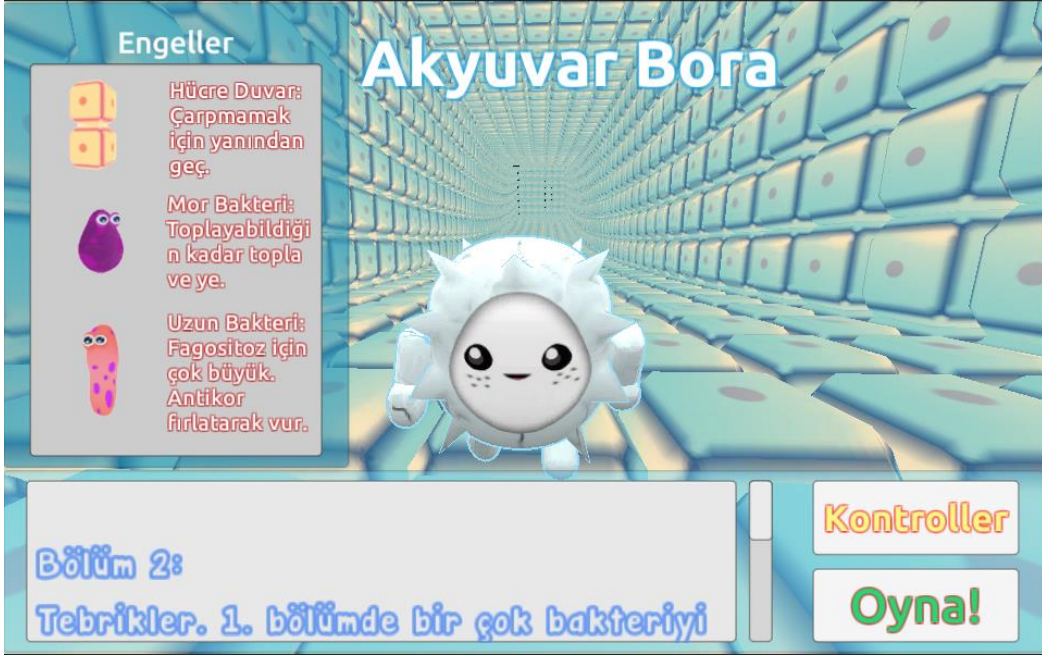 Engeller
Akyuvar Bora
Hücre Duvar:
Çarpmamak
için yanından
geç.
Mor Bakteri:
Toplayabildiği
n kadar topla
ve ye.
Uzun Bakteri:
Fagositoz için
çok büyük.
Antikor
fırlatarak vur.
Bölüm 2:
Tebrikler. 1. bölümde bir çok bakteriyi
Kontroller
Oyna!